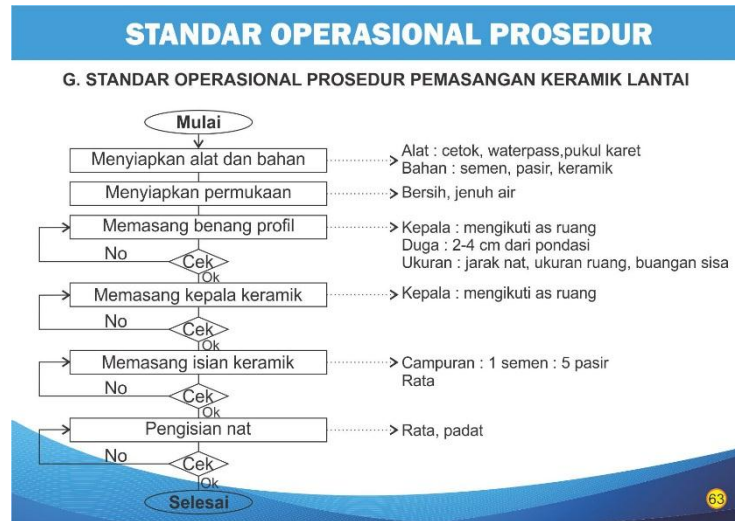 STANDAR OPERASIONAL PROSEDUR
G. STANDAR OPERASIONAL PROSEDUR PEMASANGAN KERAMIK LANTAI
Mulai
Menyiapkan alat dan bahan
Alat : cetok, waterpass,pukul karet
Bahan : semen, pasir, keramik
Menyiapkan permukaan
Bersih, jenuh air
Memasang benang profil
Kepala : mengikuti as ruang
Duga : 2-4 cm dari pondasi
Ukuran : jarak nat, ukuran ruang, buangan sisa
No
Cek
Ok
Memasang kepala keramik
Kepala : mengikuti as ruang
No
Cek
Ok
Memasang isian keramik
Campuran : 1 semen : 5 pasir
Rata
No
Cek
Ok
Pengisian nat
Rata, padat
No
Cek
Ok
Selesai
63